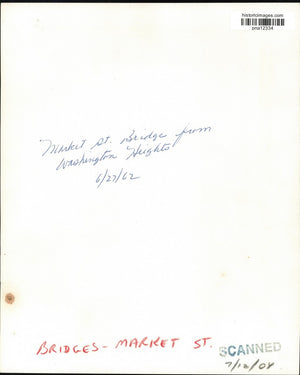 historicimages.com
pna12334
Market St. Bridge from
Washington Heights
6/27/62
BRIDGES - MARKET ST.
SCANNED
7/12/04